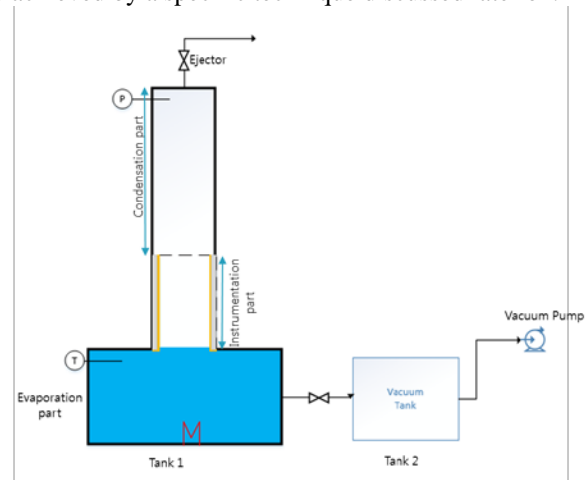 Ejector
P
Condensation part
Instrumentation
part
Vacuum Pump
T
Evaporation
part
Vacuum
Tank
M
Tank 1
Tank 2